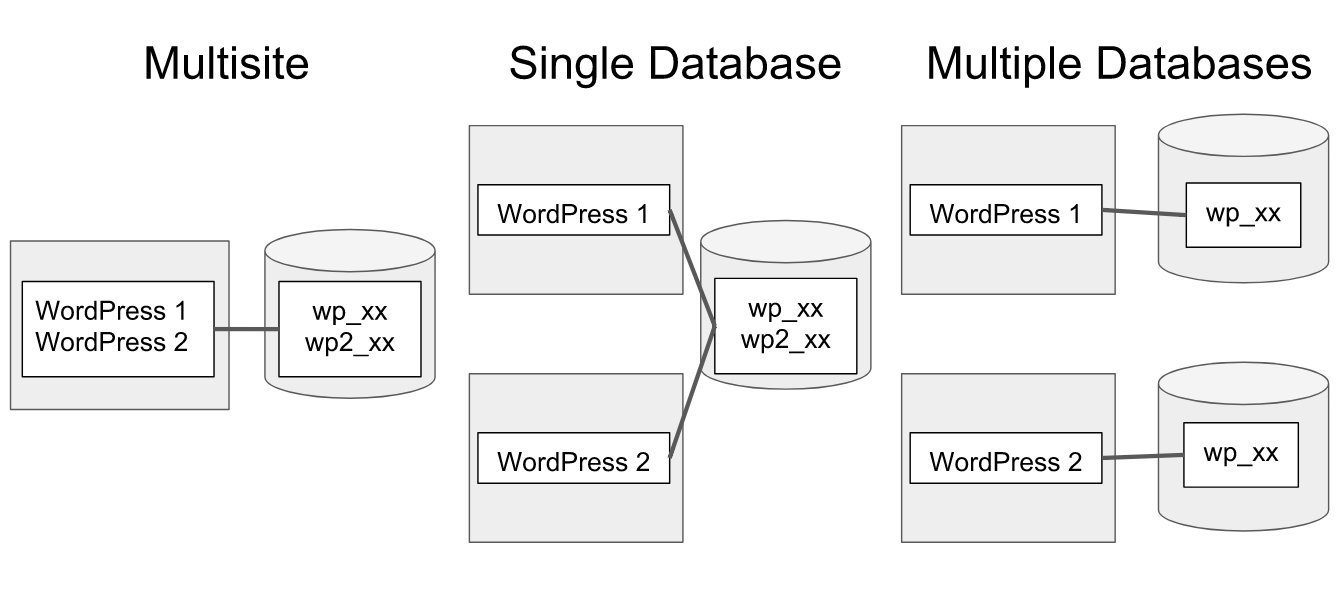 Multisite
WordPress 1
WordPress 2
wp_xx
wp2_xx
Single Database
WordPress 1
WordPress 2
wp_xx
wp2_xx
Multiple Databases
WordPress 1
wp_xx
WordPress 2
wp_xx